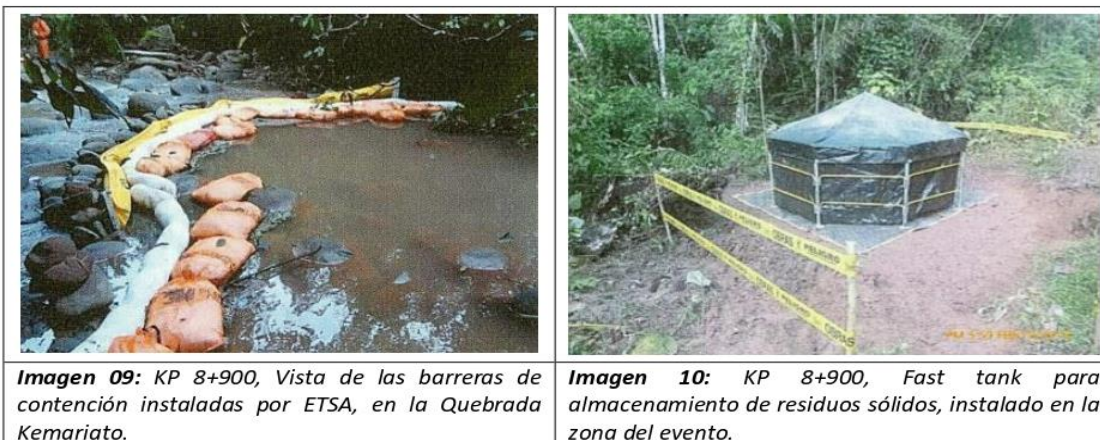 Imagen 09: KP 8+900, Vista de las barreras de
contención instaladas por ETSA, en la Quebrada
Kemariato.
Imagen 10: KP 8+900, Fast tank para
almacenamiento de residuos sólidos, instalado en la
zona del evento.